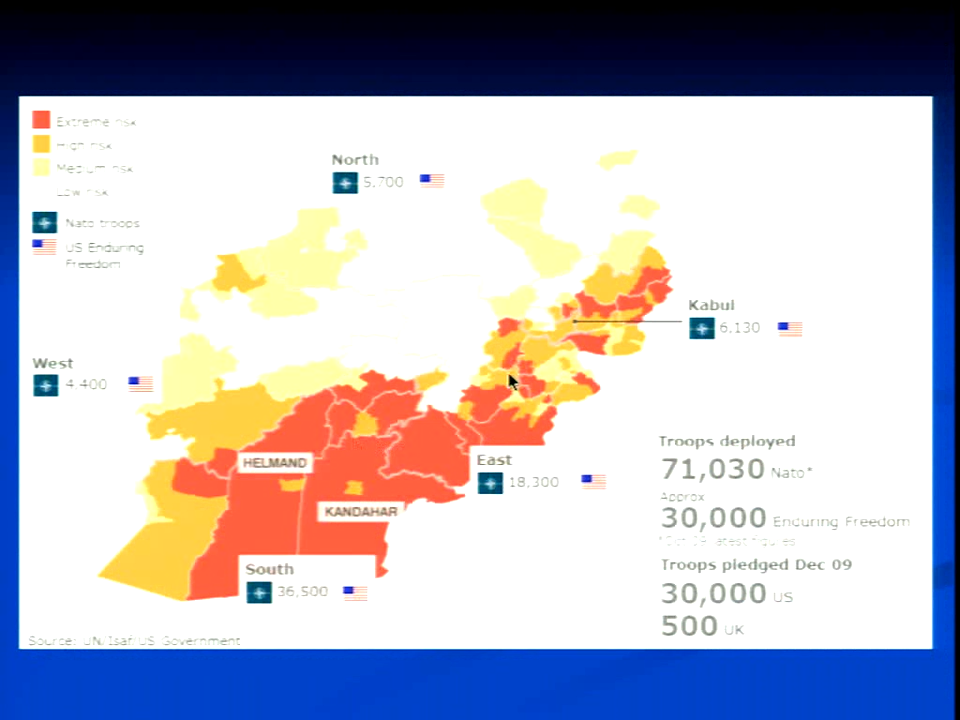 Extreme risk
High risk
Medium risk
Low risk
Nato troops
US Enduring
Freedom
North
5,700
Kabul
6,130
West
4,400
HELMAND
East
18,300
KANDAHAR
South
36,500
Troops deployed
71,030 Nato*
Approx
30,000 Enduring Freedom
latest figures
Troops pledged Dec 09
30,000 US
500 UK
Source: UN/Isaf/US Government